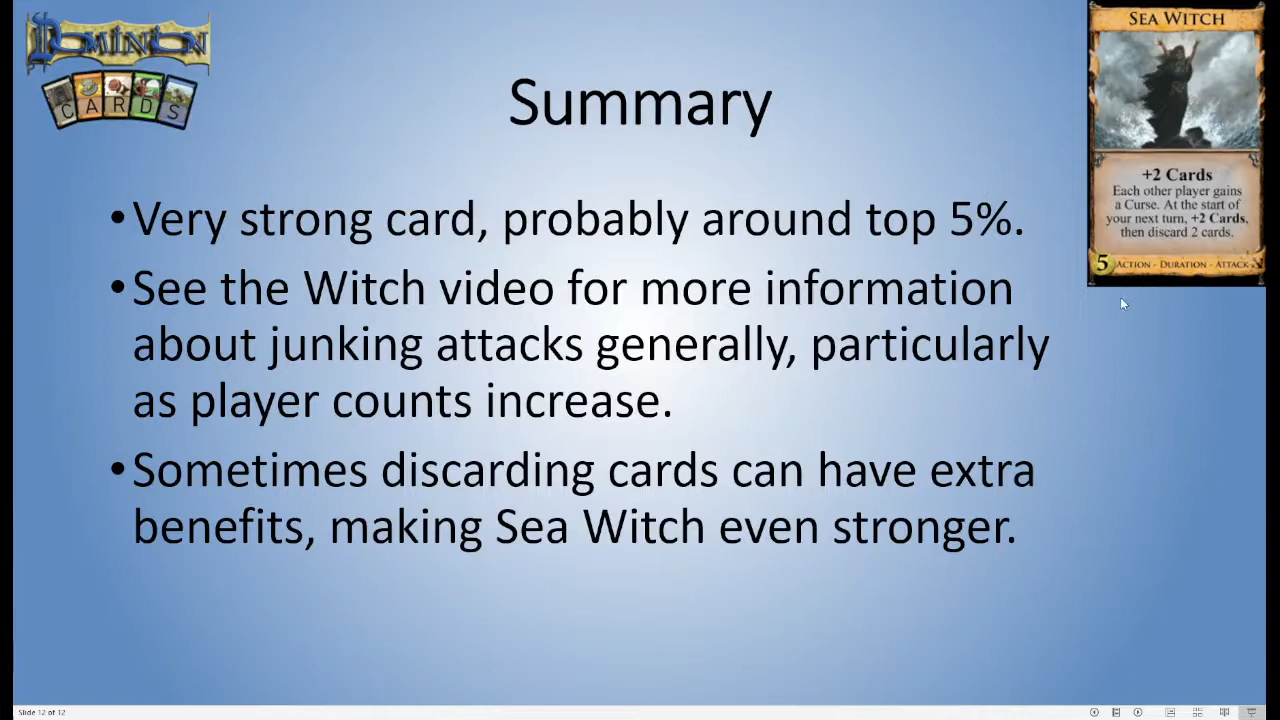 DOMINION
CARDS
SEA WITCH
Summary
+2 Cards
Each other player gains
a Curse. At the start of
your next turn, +2 Cards,
then discard 2 cards.
5 ACTION - DURATION - ATTACK
• Very strong card, probably around top 5%.
• See the Witch video for more information
about junking attacks generally, particularly
as player counts increase.
• Sometimes discarding cards can have extra
benefits, making Sea Witch even stronger.
Slide 12 of 12